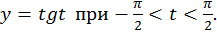 y = tgt при −π/2 < t < π/2.